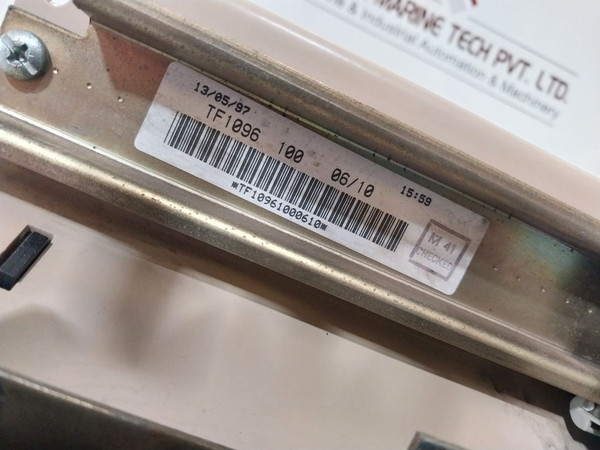 MARINE TECH PVT. LTD.
& Industrial Automation & Machinery
13/05/97
TF1096 100 06/10 15:59
*TF10961000610*
M 41
CHECKED